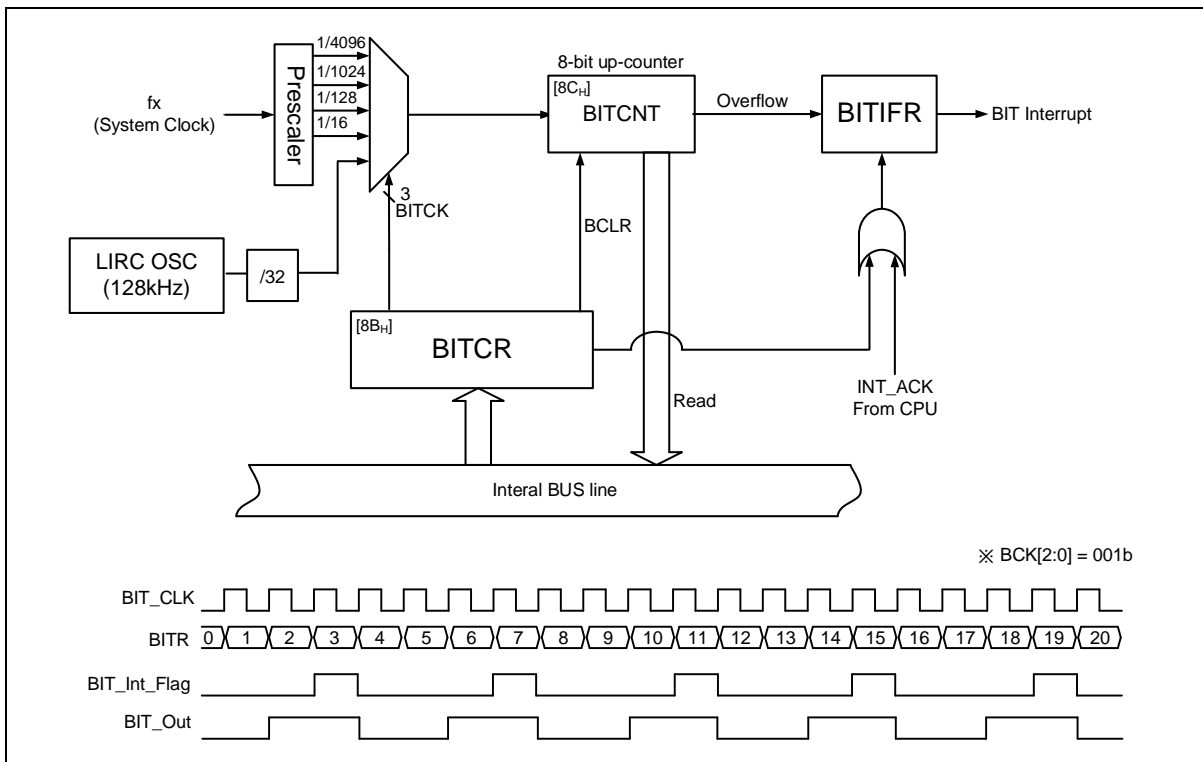 1/4096
1/1024
1/128
1/16
Prescaler
fx
(System Clock)
8-bit up-counter
[8CH]
BITCNT
Overflow
BITIFR
BIT Interrupt
3
BITCK
BCLR
LIRC OSC
(128kHz)
/32
[8BH]
BITCR
Read
INT_ACK
From CPU
Interal BUS line
※ BCK[2:0] = 001b
BIT_CLK
BITR 0 1 2 3 4 5 6 7 8 9 10 11 12 13 14 15 16 17 18 19 20
BIT_Int_Flag
BIT_Out